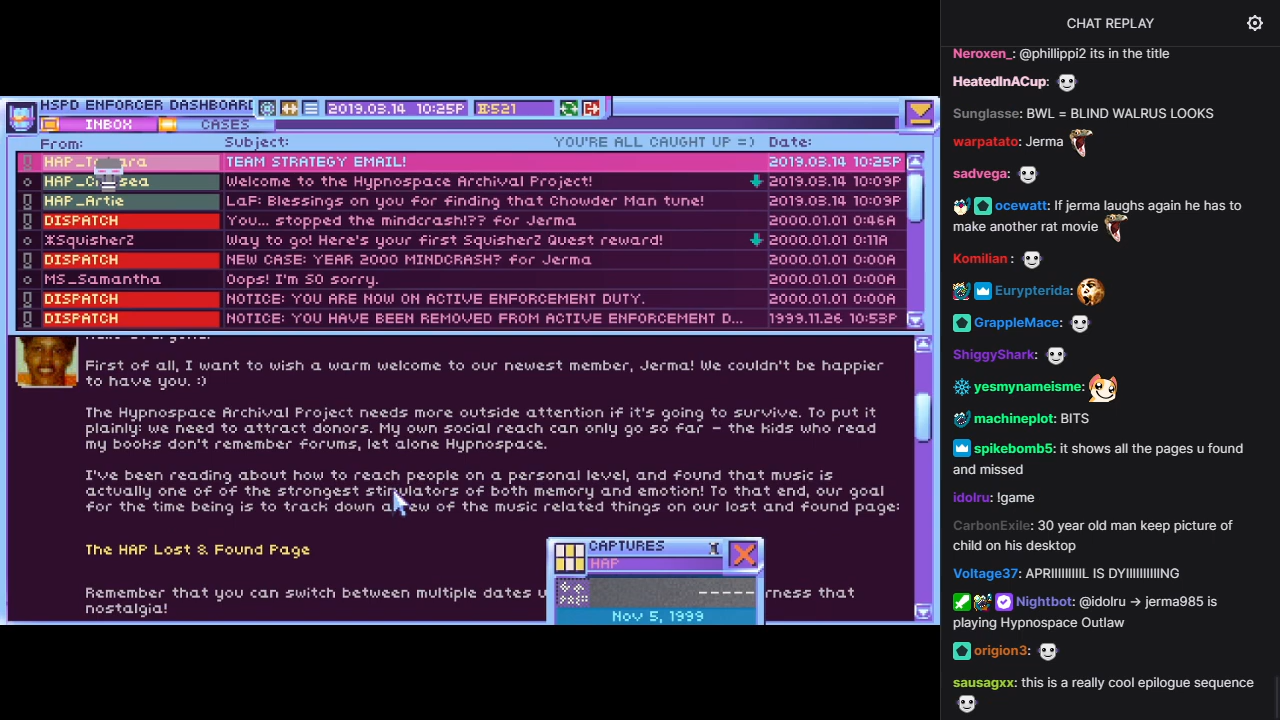 HSPD ENFORCER DASHBOARD
2019.03.14 10:25P
521
INBOX
CASES
From:
Subject:
YOU'RE ALL CAUGHT UP =)
Date:
TEAM STRATEGY EMAIL!
2019.03.14 10:25P
Welcome to the Hypnospace Archival Project!
2019.03.14 10:09P
HAP_Artie
LaF: Blessings on you for finding that Chowder Man tune!
2019.03.14 10:09P
DISPATCH
You... stopped the mindcrash!?? for Jerma
2000.01.01 0:46A
SquisherZ
Way to go! Here's your first SquisherZ Quest reward!
2000.01.01 0:11A
DISPATCH
NEW CASE: YEAR 2000 MINDCRASH? for Jerma
2000.01.01 0:00A
MS_Samantha
Oops! I'm SO sorry.
2000.01.01 0:00A
DISPATCH
NOTICE: YOU ARE NOW ON ACTIVE ENFORCEMENT DUTY.
2000.01.01 0:00A
DISPATCH
NOTICE: YOU HAVE BEEN REMOVED FROM ACTIVE ENFORCEMENT D...
1999.11.26 10:53P
First of all, I want to wish a warm welcome to our newest member, Jerma! We couldn't be happier
to have you. :)
The Hypnospace Archival Project needs more outside attention if it's going to survive. To put it
plainly: we need to attract donors. My own social reach can only go so far - the kids who read
my books don't remember forums, let alone Hypnospace.
I've been reading about how to reach people on a personal level, and found that music is
actually one of of the strongest stimulators of both memory and emotion! To that end, our goal
for the time being is to track down a few of the music related things on our lost and found page:
The HAP Lost & Found Page
Remember that you can switch between multiple dates
that
nostalgia!
CAPTURES
HAP
-----
Nov 5, 1999
CHAT REPLAY
Neroxen_: @phillippi2 its in the title
HeatedInACup:
Sunglasse: BWL = BLIND WALRUS LOOKS
warpatato: Jerma
sadvega:
ocewatt: If jerma laughs again he has to
make another rat movie
Komilian :
Eurypterida:
GrappleMace:
ShiggyShark:
yesmynameisme:
machineplot: BITS
spikebomb5: it shows all the pages u found
and missed
idolru: !game
CarbonExile: 30 year old man keep picture of
child on his desktop
Voltage37: APRIIIIIIIIIL IS DYIIIIIIIIIING
Nightbot: @idolru -> jerma985 is
playing Hypnospace Outlaw
origion3:
sausagxx: this is a really cool epilogue sequence